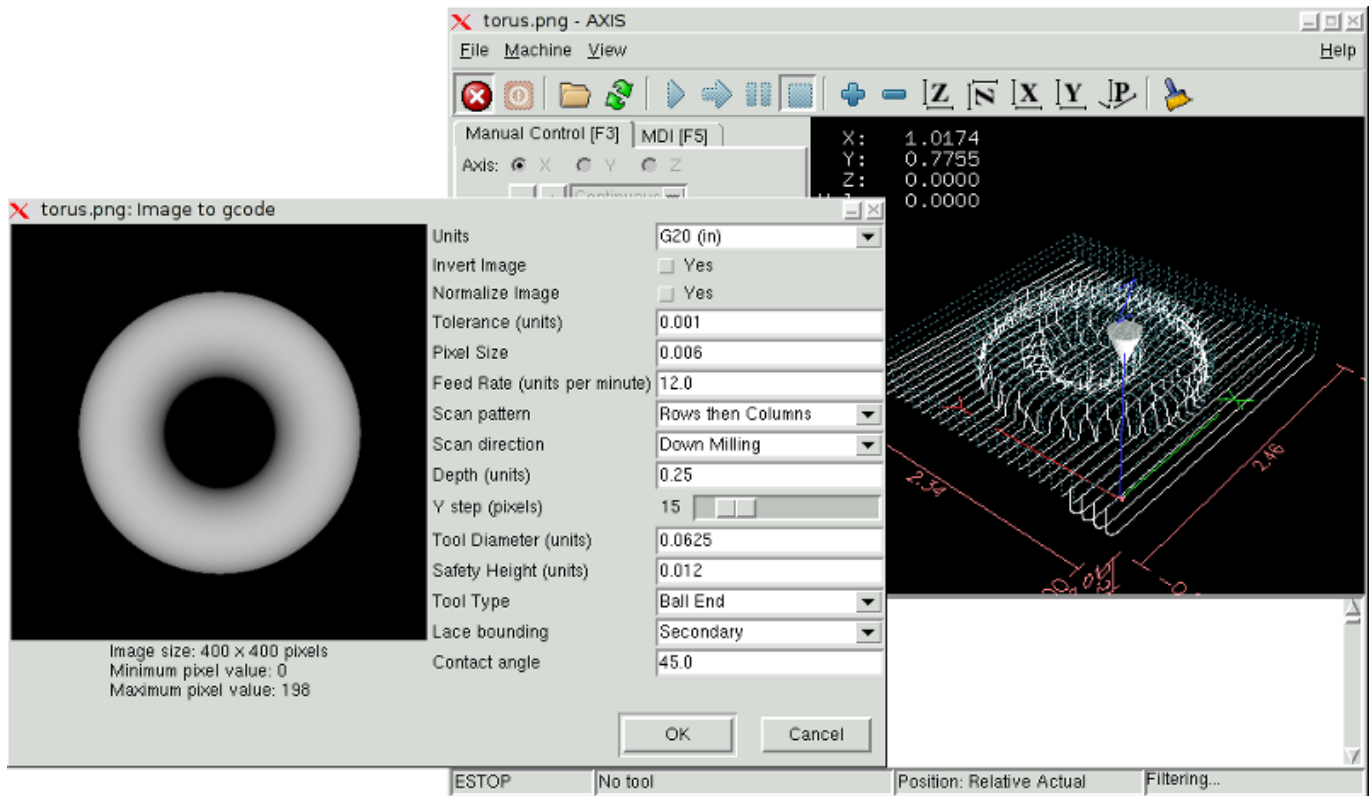 torus.png - AXIS
File Machine View Help
Z N X Y P
Manual Control [F3] MDI [F5]
Axis: X Y Z
Continuous
X: 1.0174
Y: 0.7755
Z: 0.0000
0.0000
torus.png: Image to gcode
Units G20 (in)
Invert Image Yes
Normalize Image Yes
Tolerance (units) 0.001
Pixel Size 0.006
Feed Rate (units per minute) 12.0
Scan pattern Rows then Columns
Scan direction Down Milling
Depth (units) 0.25
Y step (pixels) 15
Tool Diameter (units) 0.0625
Safety Height (units) 0.012
Tool Type Ball End
Lace bounding Secondary
Contact angle 45.0
Image size: 400 x 400 pixels
Minimum pixel value: 0
Maximum pixel value: 198
OK Cancel
Y X
2.34 2.46
ESTOP No tool Position: Relative Actual Filtering...